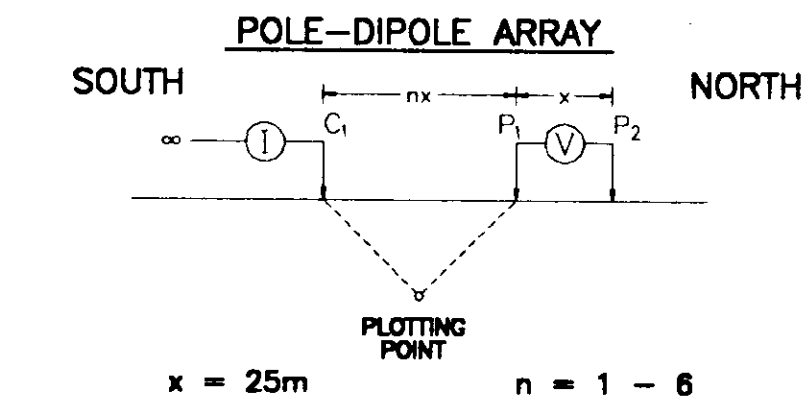 POLE-DIPOLE ARRAY
SOUTH
NORTH
nx
x
∞
I
C1
P1
V
P2
PLOTTING
POINT
x = 25m
n = 1 - 6